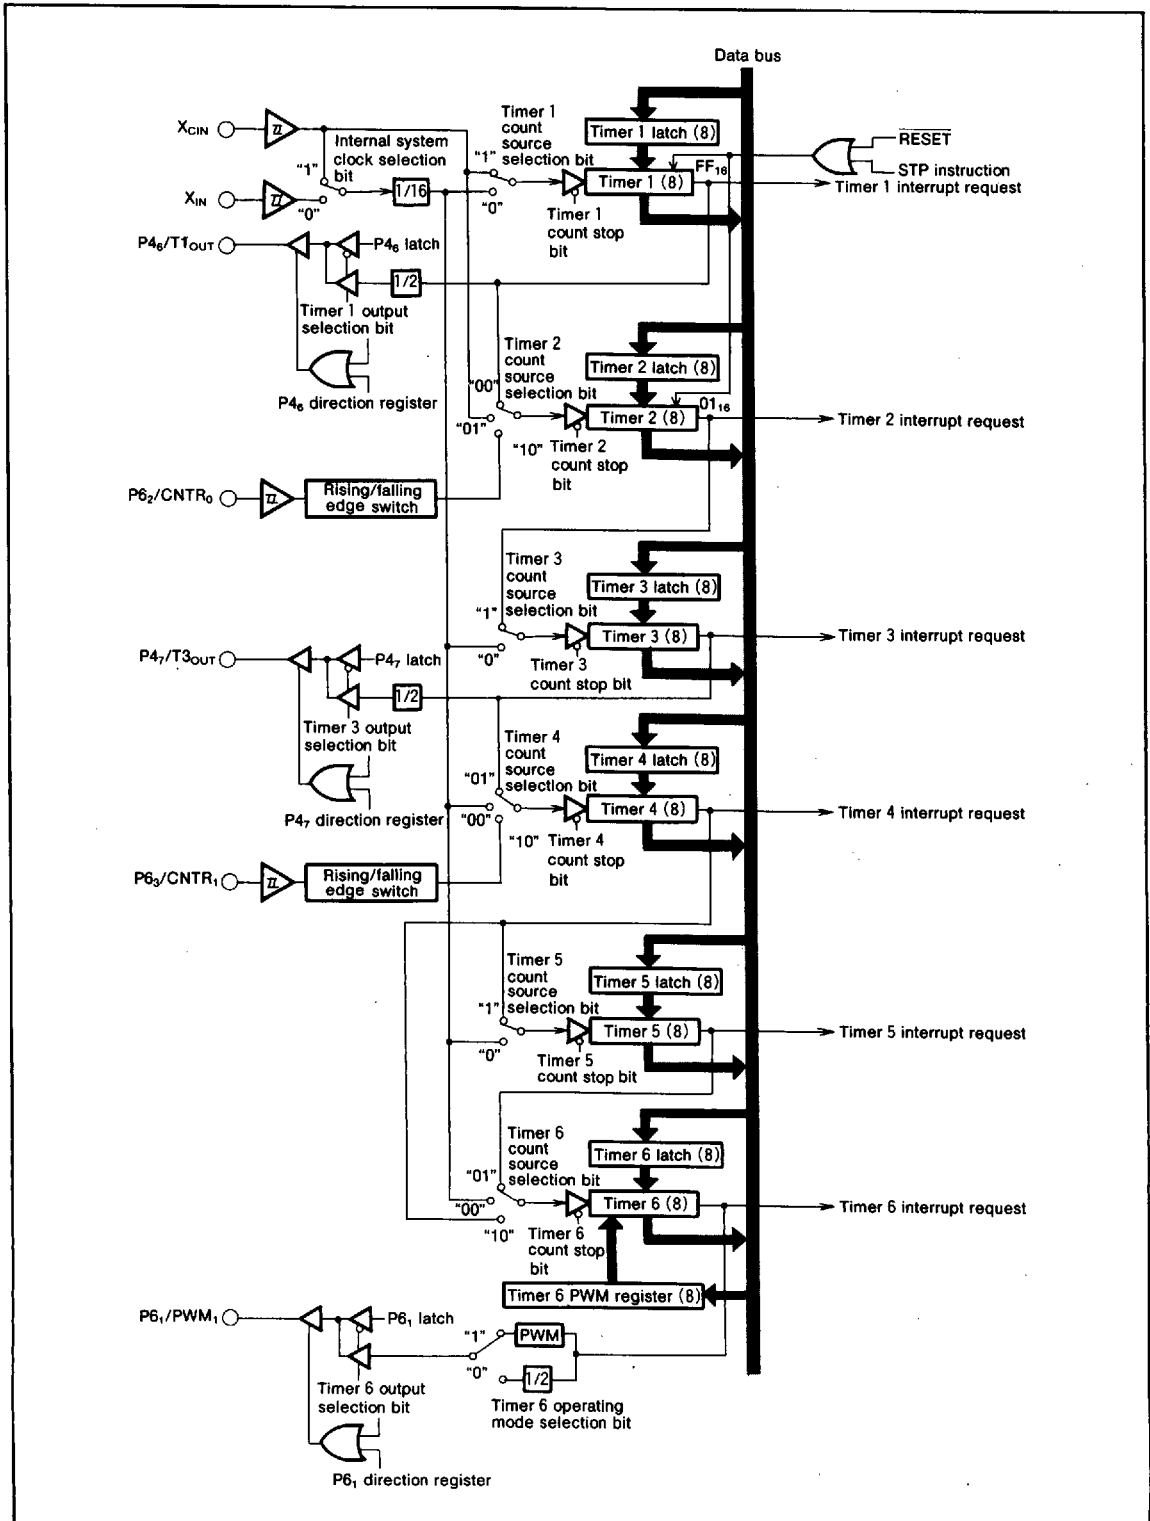 Data bus
XCIN
Internal system
clock selection
bit
"1"
"0"
XIN
1/16
Timer 1
count
source
selection bit
"1"
"0"
Timer 1 latch (8)
Timer 1 (8)
FF16
Timer 1
count stop
bit
RESET
STP instruction
Timer 1 interrupt request
P46/T1OUT
P46 latch
1/2
Timer 1 output
selection bit
P46 direction register
Timer 2
count
source
selection bit
"00"
"01"
"10"
Timer 2 latch (8)
Timer 2 (8)
0116
Timer 2
count stop
bit
Timer 2 interrupt request
P62/CNTR0
Rising/falling
edge switch
Timer 3
count
source
selection bit
"1"
"0"
Timer 3 latch (8)
Timer 3 (8)
Timer 3
count stop bit
Timer 3 interrupt request
P47/T3OUT
P47 latch
1/2
Timer 3 output
selection bit
P47 direction register
Timer 4
count
source
selection bit
"01"
"00"
"10"
Timer 4 latch (8)
Timer 4 (8)
Timer 4
count stop
bit
Timer 4 interrupt request
P63/CNTR1
Rising/falling
edge switch
Timer 5
count
source
selection bit
"1"
"0"
Timer 5 latch (8)
Timer 5 (8)
Timer 5
count stop bit
Timer 5 interrupt request
Timer 6
count
source
selection bit
"01"
"00"
"10"
Timer 6 latch (8)
Timer 6 (8)
Timer 6
count stop
bit
Timer 6 interrupt request
Timer 6 PWM register (8)
P61/PWM1
P61 latch
"1"
PWM
"0"
1/2
Timer 6 output
selection bit
Timer 6 operating
mode selection bit
P61 direction register